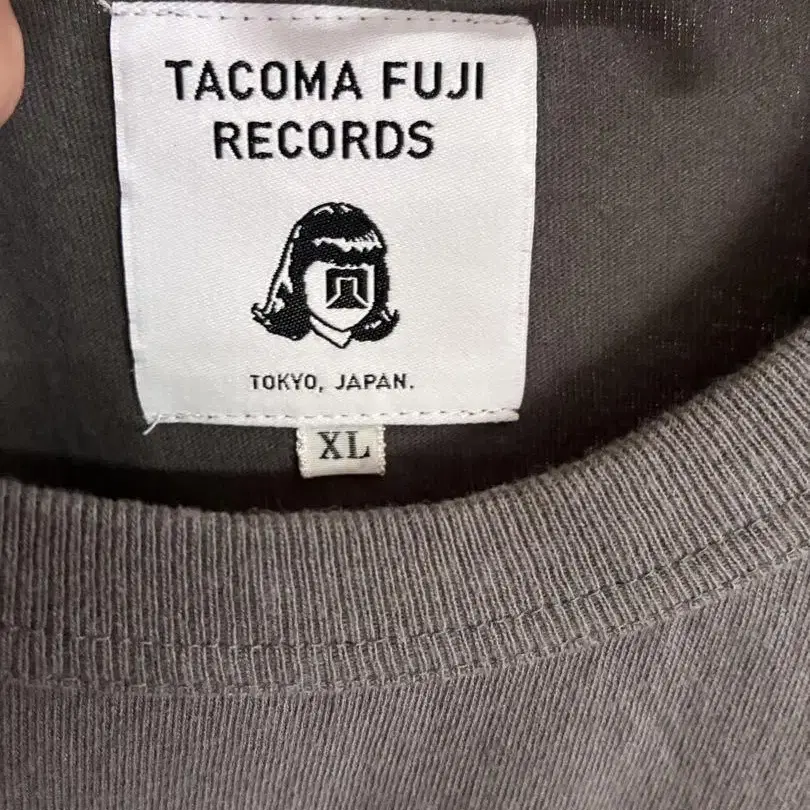 TACOMA FUJI
RECORDS
TOKYO, JAPAN.
XL